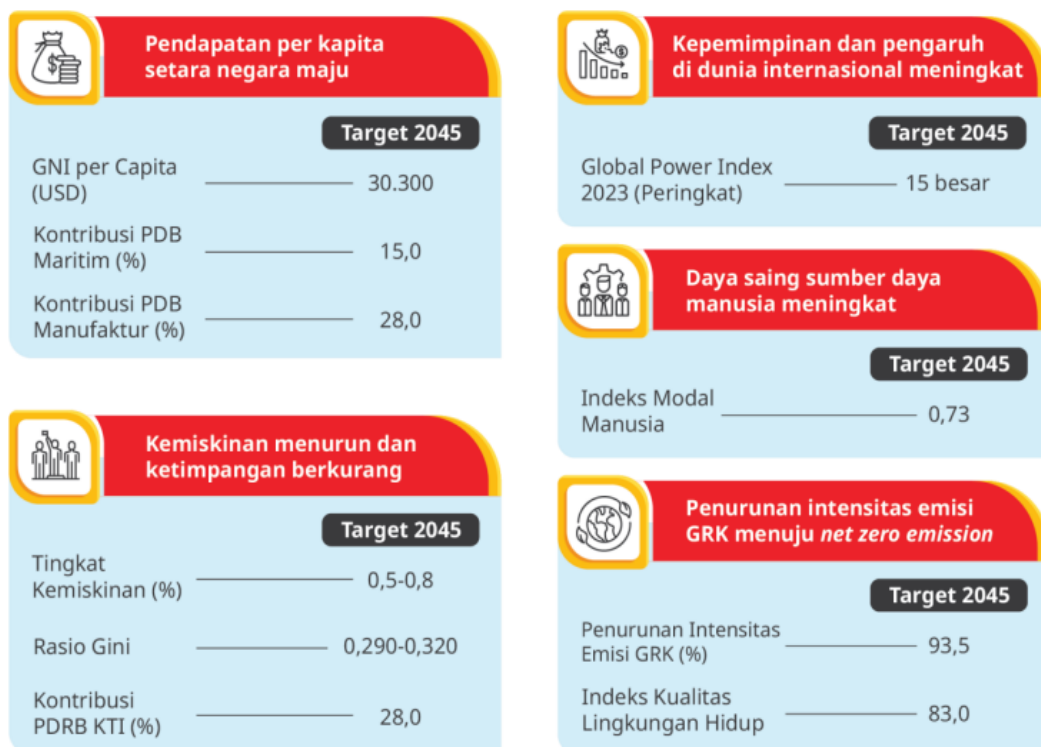 Pendapatan per kapita
setara negara maju
Target 2045
GNI per Capita
(USD)
30.300
Kontribusi PDB
Maritim (%)
15,0
Kontribusi PDB
Manufaktur (%)
28,0
Kemiskinan menurun dan
ketimpangan berkurang
Target 2045
Tingkat
Kemiskinan (%)
0,5-0,8
Rasio Gini
0,290-0,320
Kontribusi
PDRB KTI (%)
28,0
Kepemimpinan dan pengaruh
di dunia internasional meningkat
Target 2045
Global Power Index
2023 (Peringkat)
15 besar
Daya saing sumber daya
manusia meningkat
Target 2045
Indeks Modal
Manusia
0,73
Penurunan intensitas emisi
GRK menuju net zero emission
Target 2045
Penurunan Intensitas
Emisi GRK (%)
93,5
Indeks Kualitas
Lingkungan Hidup
83,0